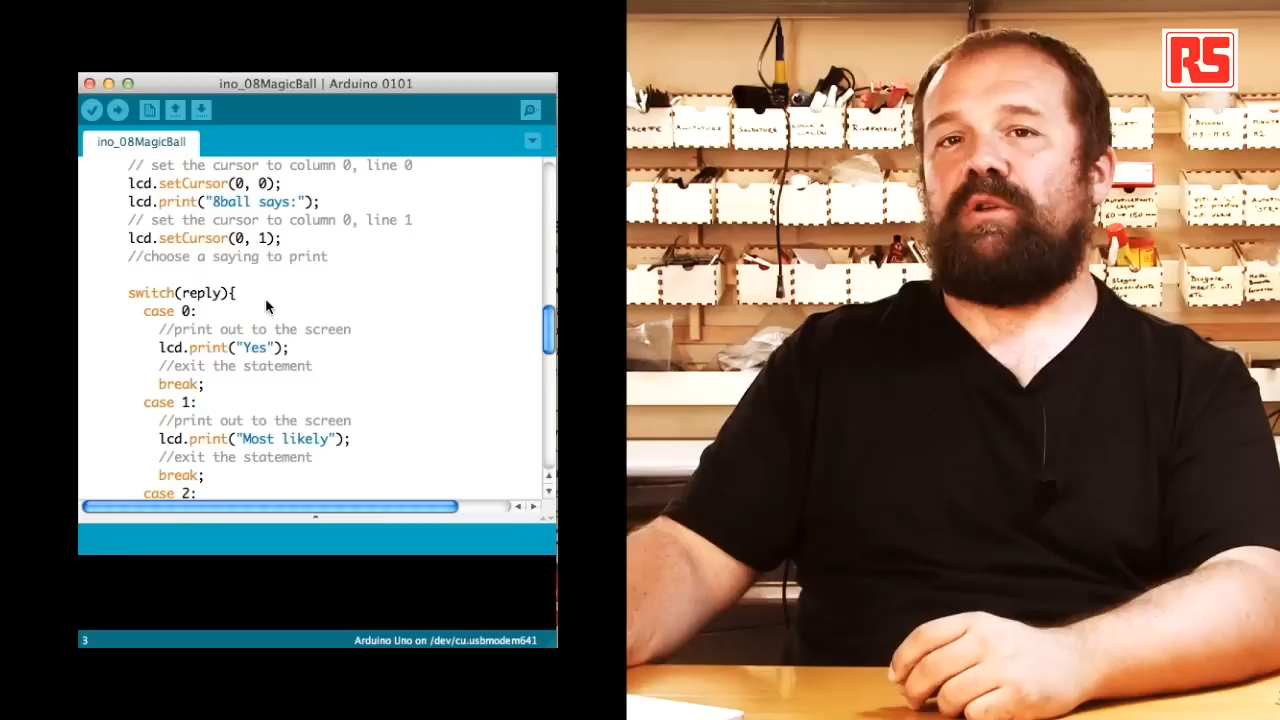 ino_08MagicBall | Arduino 0101
ino_08MagicBall
// set the cursor to column 0, line 0
lcd.setCursor(0, 0);
lcd.print("8ball says:");
// set the cursor to column 0, line 1
lcd.setCursor(0, 1);
//choose a saying to print
switch(reply){
case 0:
//print out to the screen
lcd.print("Yes");
//exit the statement
break;
case 1:
//print out to the screen
lcd.print("Most likely");
//exit the statement
break;
case 2:
3
Arduino Uno on /dev/cu.usbmodem641
RS